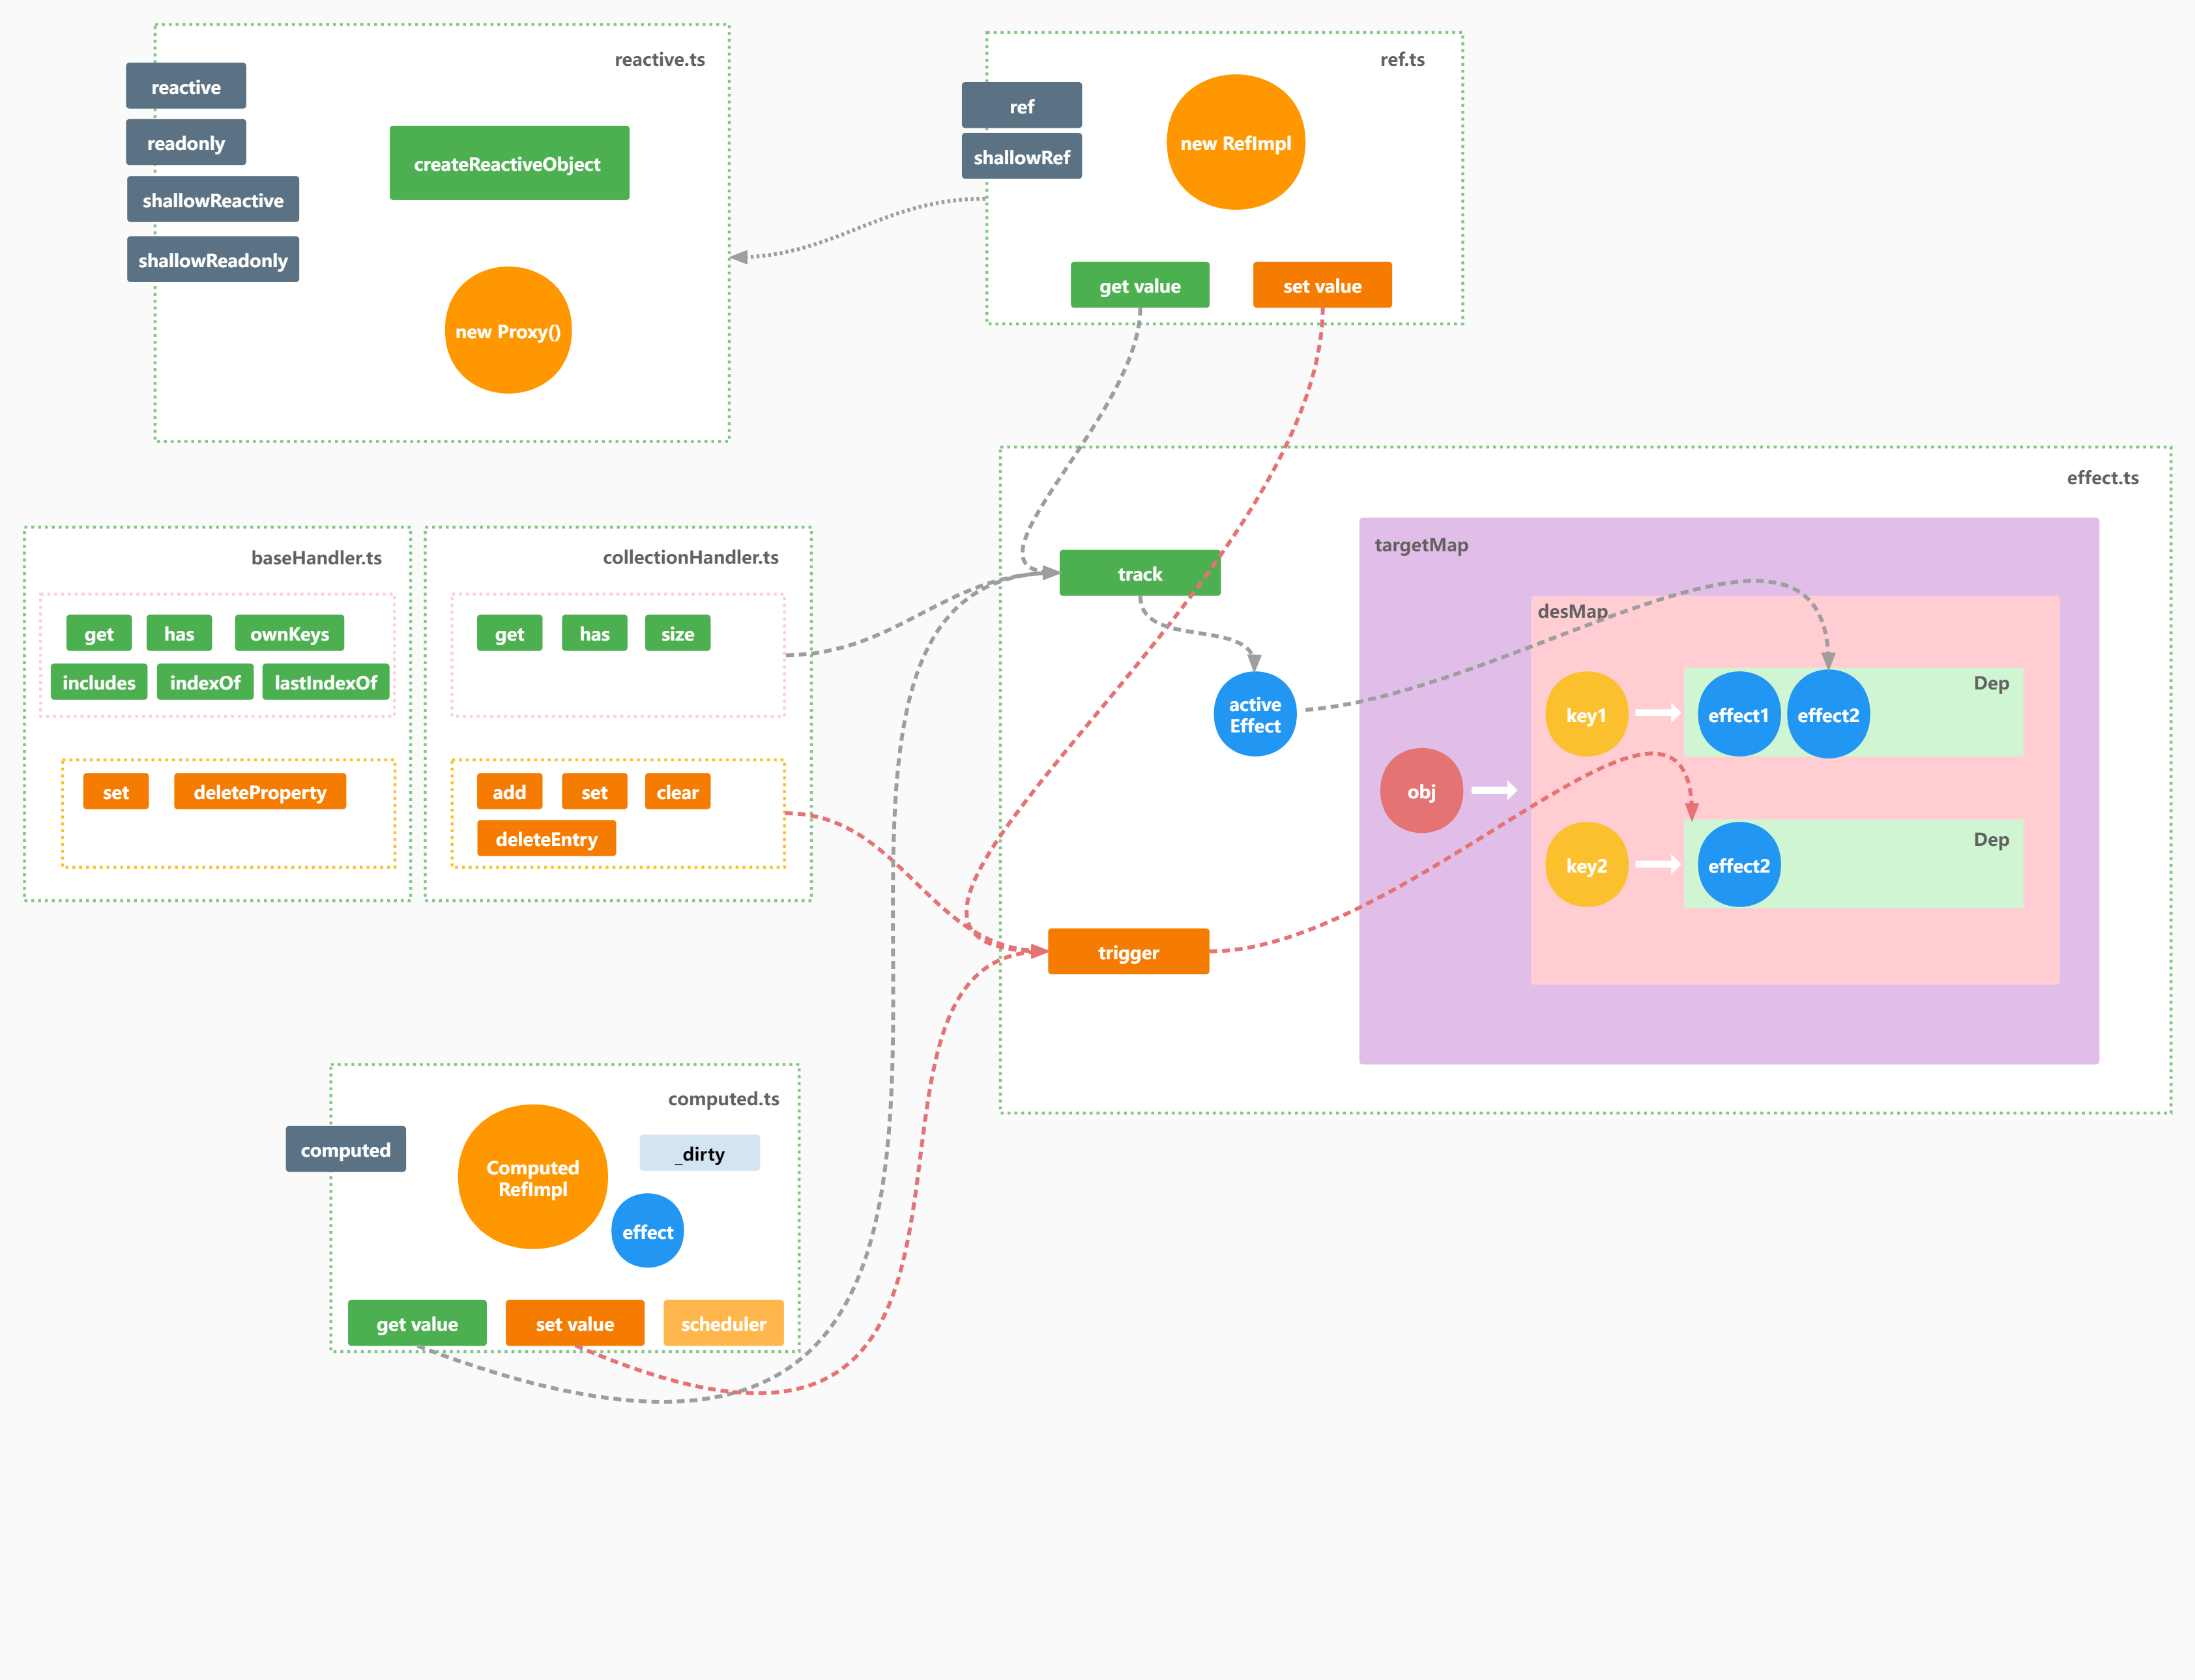 reactive.ts
reactive
readonly
shallowReactive
shallowReadonly
createReactiveObject
new Proxy()
ref.ts
ref
shallowRef
new RefImpl
get value
set value
baseHandler.ts
get
has
ownKeys
includes
indexOf
lastIndexOf
set
deleteProperty
collectionHandler.ts
get
has
size
add
set
clear
deleteEntry
effect.ts
track
active
Effect
trigger
targetMap
desMap
obj
key1
effect1
effect2
Dep
key2
effect2
Dep
computed.ts
computed
Computed
RefImpl
_dirty
effect
get value
set value
scheduler